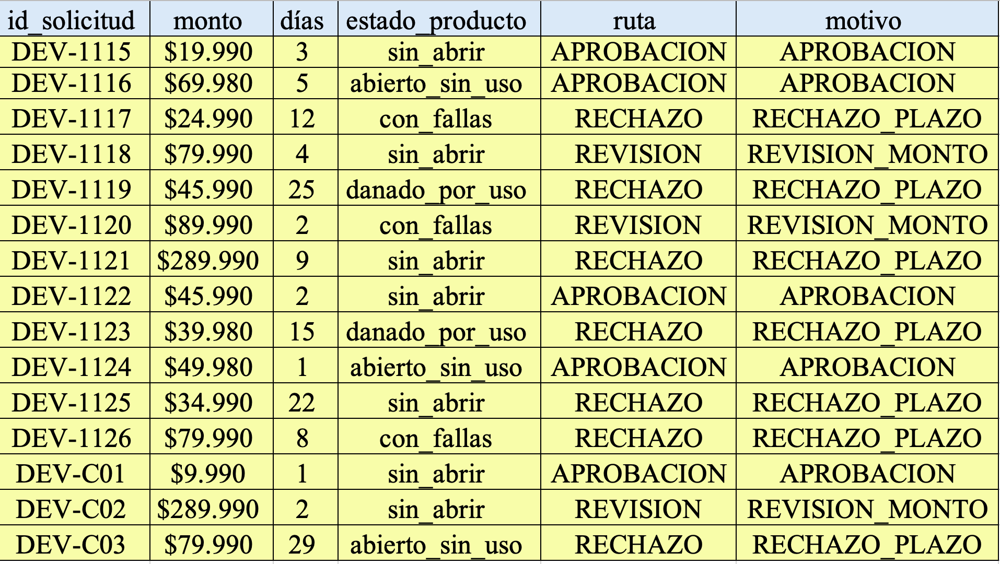 id_solicitud monto días estado_producto ruta motivo
DEV-1115 $19.990 3 sin_abrir APROBACION APROBACION
DEV-1116 $69.980 5 abierto_sin_uso APROBACION APROBACION
DEV-1117 $24.990 12 con_fallas RECHAZO RECHAZO_PLAZO
DEV-1118 $79.990 4 sin_abrir REVISION REVISION_MONTO
DEV-1119 $45.990 25 danado_por_uso RECHAZO RECHAZO_PLAZO
DEV-1120 $89.990 2 con_fallas REVISION REVISION_MONTO
DEV-1121 $289.990 9 sin_abrir RECHAZO RECHAZO_PLAZO
DEV-1122 $45.990 2 sin_abrir APROBACION APROBACION
DEV-1123 $39.980 15 danado_por_uso RECHAZO RECHAZO_PLAZO
DEV-1124 $49.980 1 abierto_sin_uso APROBACION APROBACION
DEV-1125 $34.990 22 sin_abrir RECHAZO RECHAZO_PLAZO
DEV-1126 $79.990 8 con_fallas RECHAZO RECHAZO_PLAZO
DEV-C01 $9.990 1 sin_abrir APROBACION APROBACION
DEV-C02 $289.990 2 sin_abrir REVISION REVISION_MONTO
DEV-C03 $79.990 29 abierto_sin_uso RECHAZO RECHAZO_PLAZO